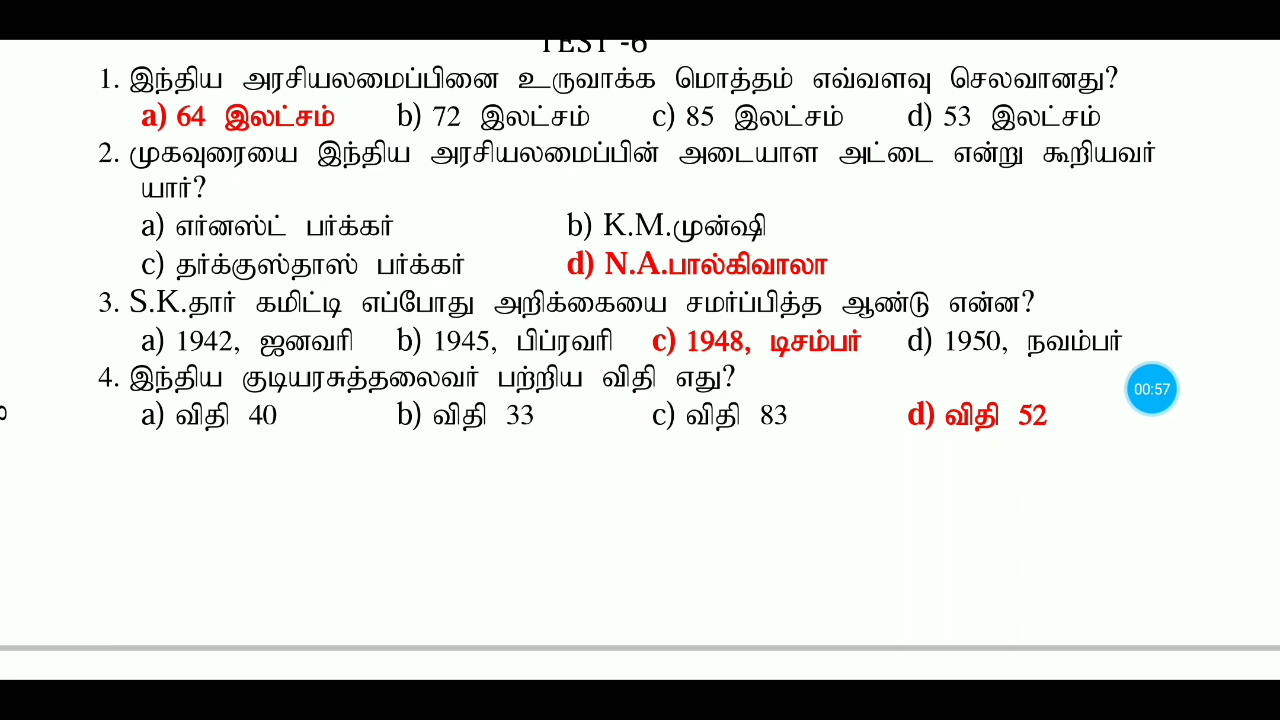 TEST -6
1. இந்திய அரசியலமைப்பினை உருவாக்க மொத்தம் எவ்வளவு செலவானது?
a) 64 இலட்சம் b) 72 இலட்சம் c) 85 இலட்சம் d) 53 இலட்சம்
2. முகவுரையை இந்திய அரசியலமைப்பின் அடையாள அட்டை என்று கூறியவர்
யார்?
a) எர்னஸ்ட் பர்க்கர் b) K.M.முன்ஷி
c) தர்க்குஸ்தாஸ் பர்க்கர் d) N.A.பால்கிவாலா
3. S.K.தார் கமிட்டி எப்போது அறிக்கையை சமர்ப்பித்த ஆண்டு என்ன?
a) 1942, ஜனவரி b) 1945, பிப்ரவரி c) 1948, டிசம்பர் d) 1950, நவம்பர்
4. இந்திய குடியரசுத்தலைவர் பற்றிய விதி எது?
00:57
a) விதி 40 b) விதி 33 c) விதி 83 d) விதி 52